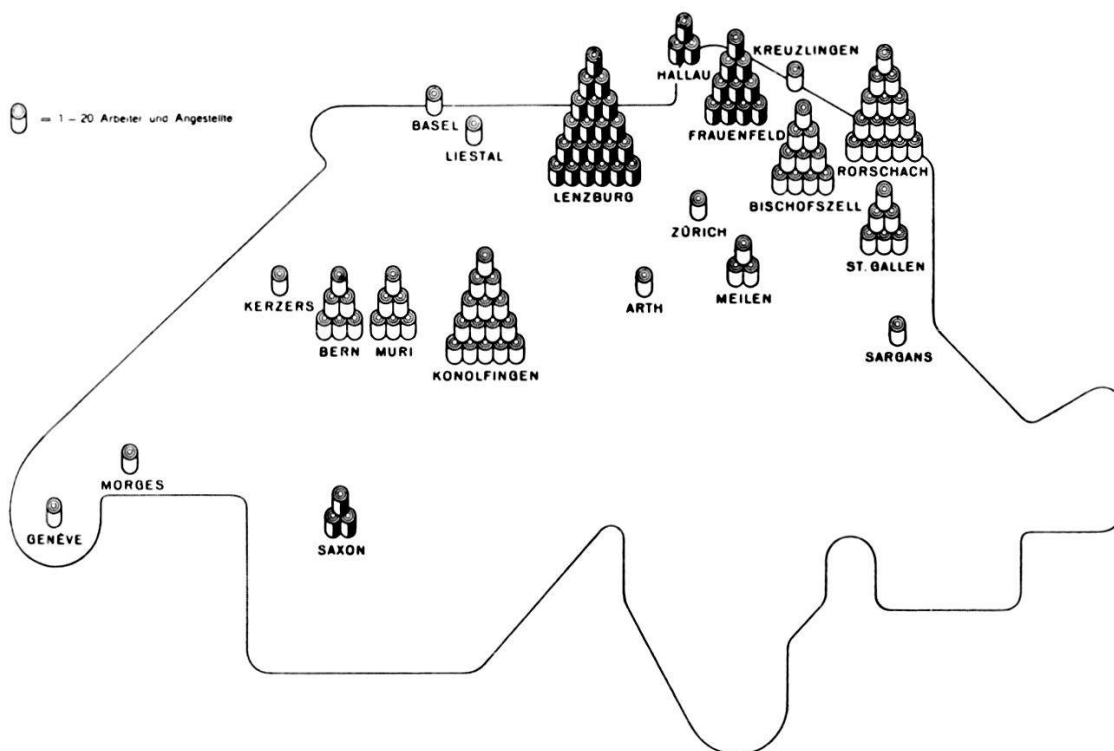 = 1 – 20 Arbeiter und Angestellte
KREUZLINGEN
HALLAU
BASEL
LIESTAL
FRAUENFELD
RORSCHACH
LENZBURG
BISCHOFSZELL
ZÜRICH
ST. GALLEN
KERZERS
ARTH
MEILEN
BERN
MURI
SARGANS
KONOLFINGEN
MORGES
GENÈVE
SAXON